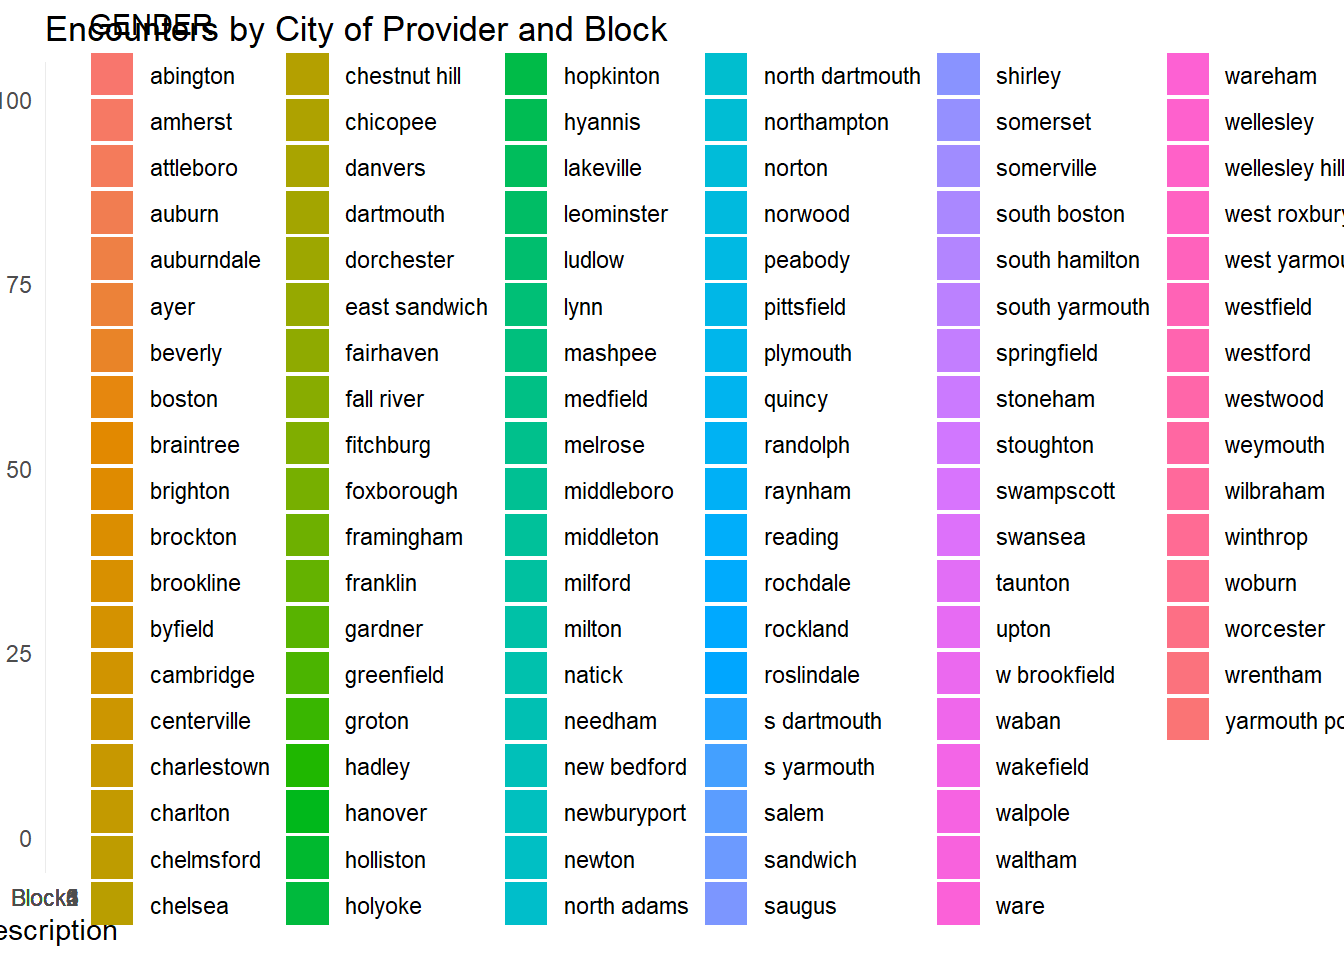 GENDER
Encounters by City of Provider and Block
100
75
50
25
0
abington
amherst
attleboro
auburn
auburndale
ayer
beverly
boston
braintree
brighton
brockton
brookline
byfield
cambridge
centerville
charlestown
charlton
chelmsford
chelsea
chestnut hill
chicopee
danvers
dartmouth
dorchester
east sandwich
fairhaven
fall river
fitchburg
foxborough
framingham
franklin
gardner
greenfield
groton
hadley
hanover
holliston
holyoke
hopkinton
hyannis
lakeville
leominster
ludlow
lynn
mashpee
medfield
melrose
middleboro
middleton
milford
milton
natick
needham
new bedford
newburyport
newton
north adams
north dartmouth
northampton
norton
norwood
peabody
pittsfield
plymouth
quincy
randolph
raynham
reading
rochdale
rockland
roslindale
s dartmouth
s yarmouth
salem
sandwich
saugus
shirley
somerset
somerville
south boston
south hamilton
south yarmouth
springfield
stoneham
stoughton
swampscott
swansea
taunton
upton
w brookfield
waban
wakefield
walpole
waltham
ware
wareham
wellesley
wellesley hill
west roxbury
west yarmou
westfield
westford
westwood
weymouth
wilbraham
winthrop
woburn
worcester
wrentham
yarmouth po
Block
escription